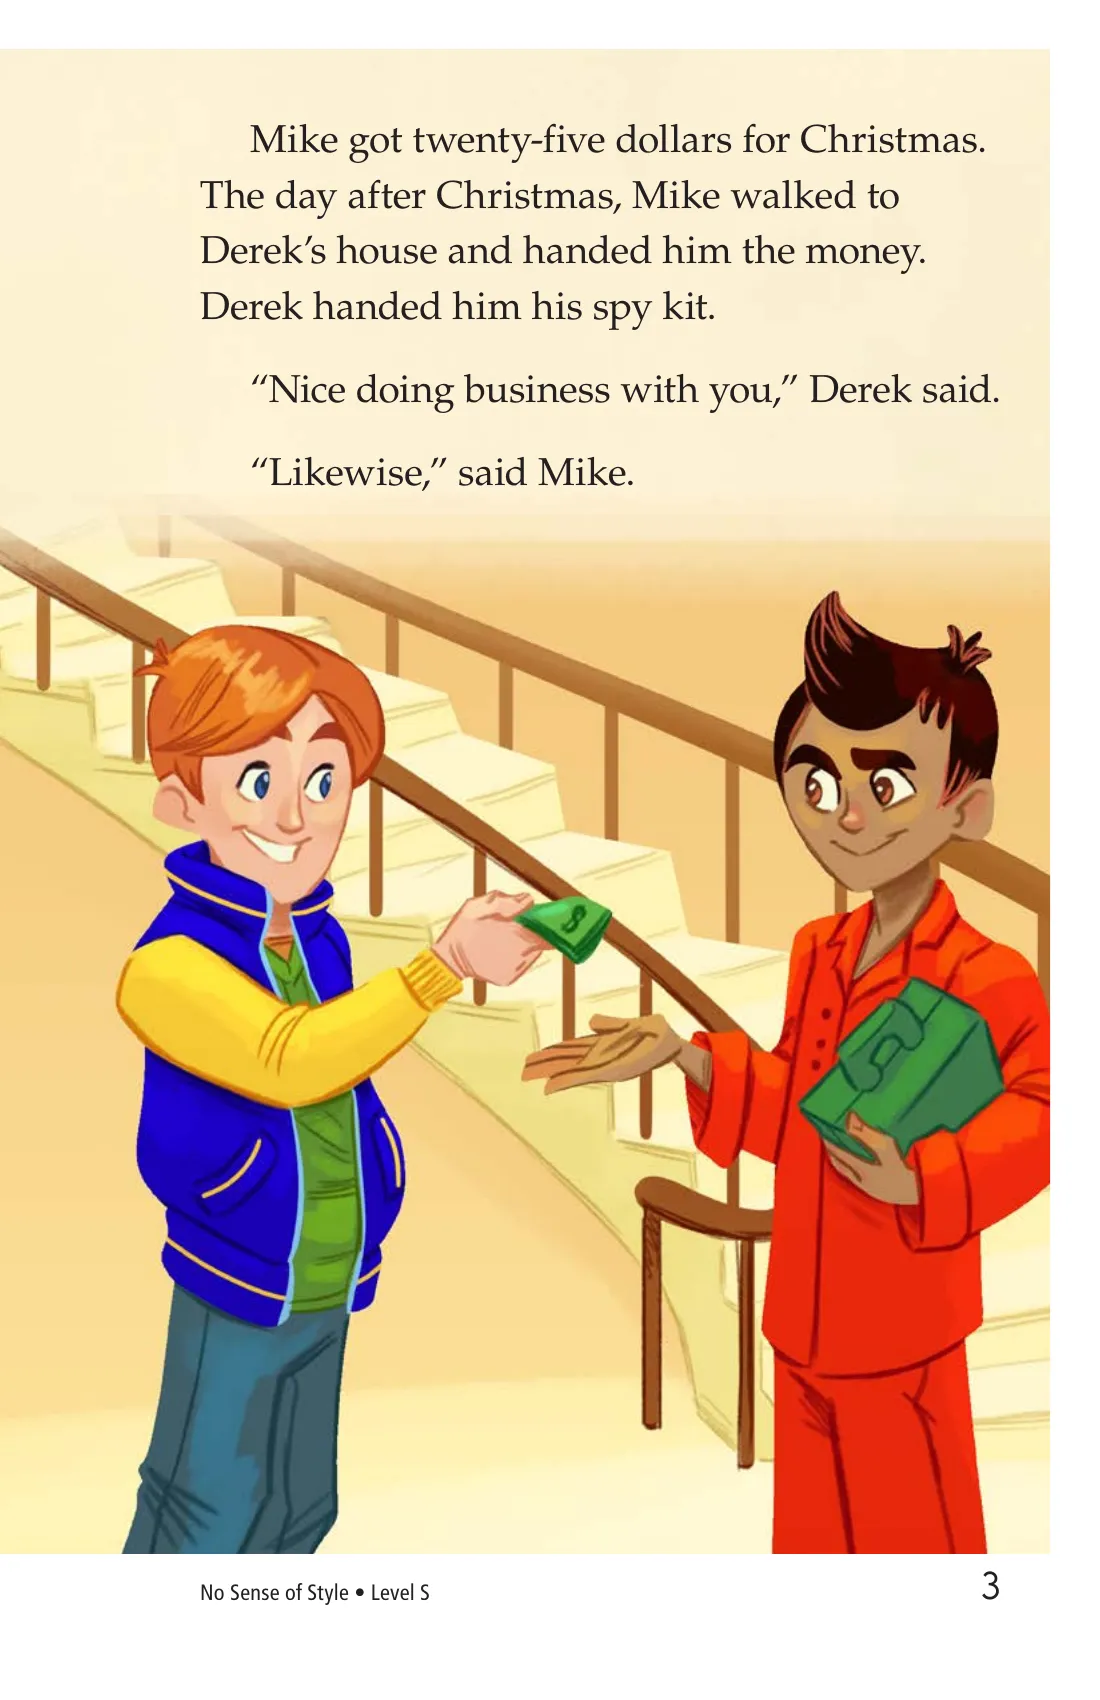 Mike got twenty-five dollars for Christmas.
The day after Christmas, Mike walked to
Derek’s house and handed him the money.
Derek handed him his spy kit.
“Nice doing business with you,” Derek said.
“Likewise,” said Mike.
$
No Sense of Style • Level S
3